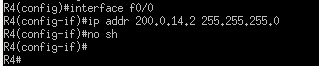 R4(config)#interface f0/0
R4(config-if)#ip addr 200.0.14.2 255.255.255.0
R4(config-if)#no sh
R4(config-if)#
R4#